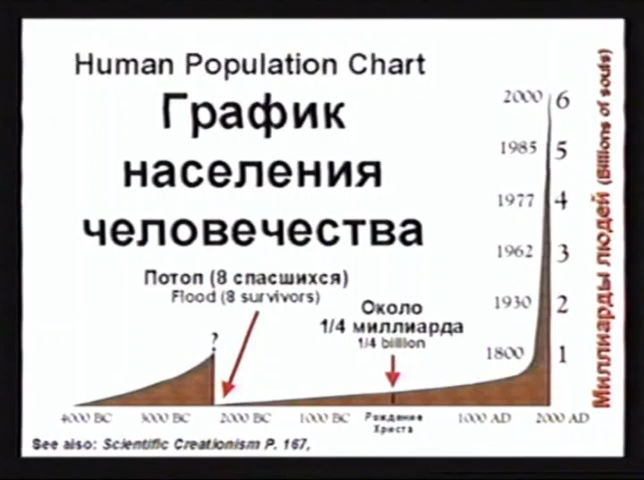 Human Population Chart
График
населения
человечества
Потоп (8 спасшихся)
Flood (8 survivors)
Около
1/4 миллиарда
1/4 billion
?
2000 6
1985 5
1977 4
1962 3
1930 2
1800 1
Миллиарды людей (Billions of souls)
4000 BC 3000 BC 2000 BC 1000 BC Рождение Христа 1000 AD 2000 AD
See also: Scientific Creationism P. 167,